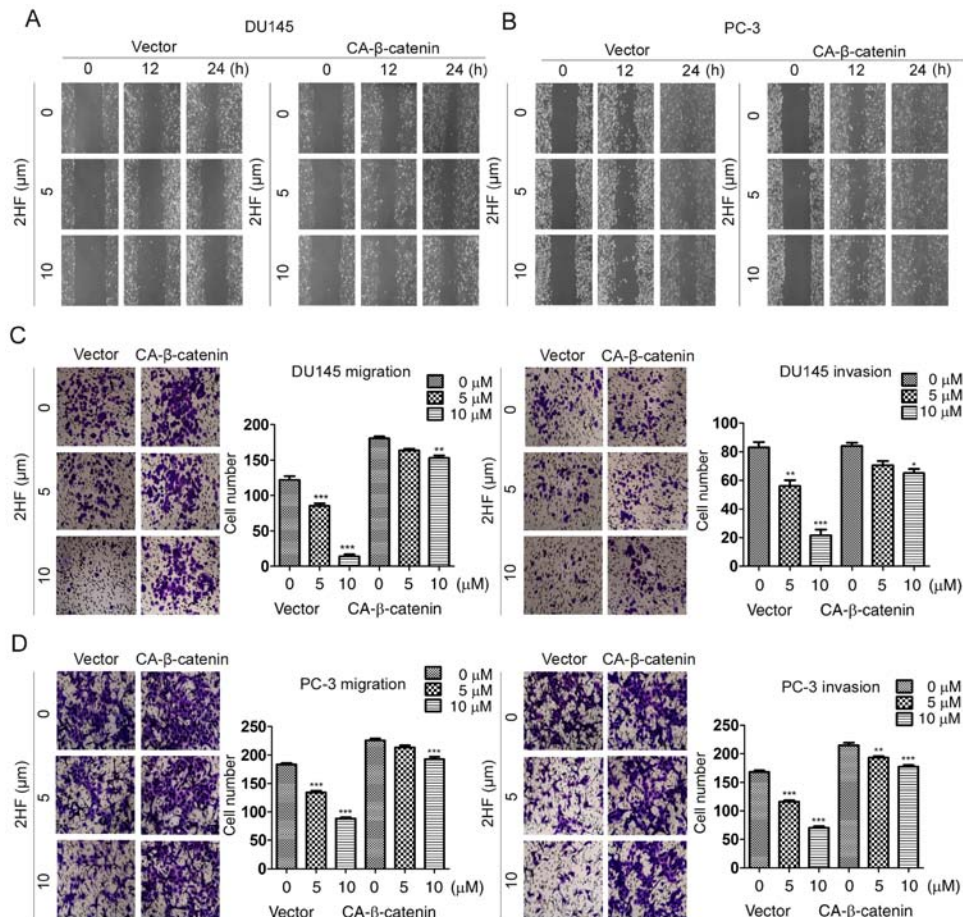 A
DU145
Vector
CA-β-catenin
0 12 24 (h)
0 12 24 (h)
2HF (μm)
0
5
10
2HF (μm)
0
5
10
B
PC-3
Vector
CA-β-catenin
0 12 24 (h)
0 12 24 (h)
0
5
10
C
Vector CA-β-catenin
2HF (μm)
0
5
10
DU145 migration
0 μM
5 μM
10 μM
Cell number
200
150
100
50
0
***
***
**
0 5 10 0 5 10 (μM)
Vector CA-β-catenin
Vector CA-β-catenin
2HF (μm)
0
5
10
DU145 invasion
0 μM
5 μM
10 μM
Cell number
100
80
60
40
20
0
**
***
*
0 5 10 0 5 10 (μM)
Vector CA-β-catenin
D
Vector CA-β-catenin
2HF (μm)
0
5
10
PC-3 migration
0 μM
5 μM
10 μM
Cell number
250
200
150
100
50
0
***
***
***
0 5 10 0 5 10 (μM)
Vector CA-β-catenin
Vector CA-β-catenin
2HF (μm)
0
5
10
PC-3 invasion
0 μM
5 μM
10 μM
Cell number
250
200
150
100
50
0
***
***
**
***
0 5 10 0 5 10 (μM)
Vector CA-β-catenin